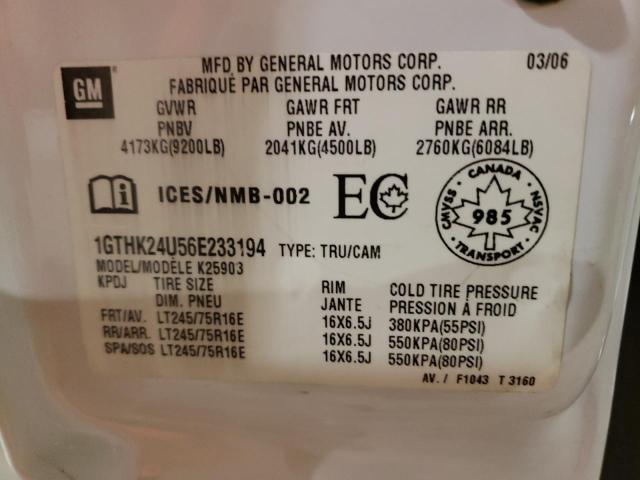 MFD BY GENERAL MOTORS CORP. 03/06
GM
FABRIQUÉ PAR GENERAL MOTORS CORP.
GVWR GAWR FRT GAWR RR
PNBV PNBE AV. PNBE ARR.
4173KG(9200LB) 2041KG(4500LB) 2760KG(6084LB)
i ICES/NMB-002 EC
CANADA
CMVSS 985 NSVAC
TRANSPORT
1GTHK24U56E233194 TYPE: TRU/CAM
MODEL/MODÈLE K25903
KPDJ TIRE SIZE RIM COLD TIRE PRESSURE
DIM. PNEU JANTE PRESSION À FROID
FRT/AV. LT245/75R16E 16X6.5J 380KPA(55PSI)
RR/ARR. LT245/75R16E 16X6.5J 550KPA(80PSI)
SPA/SOS LT245/75R16E 16X6.5J 550KPA(80PSI)
AV. / F1043 T 3160